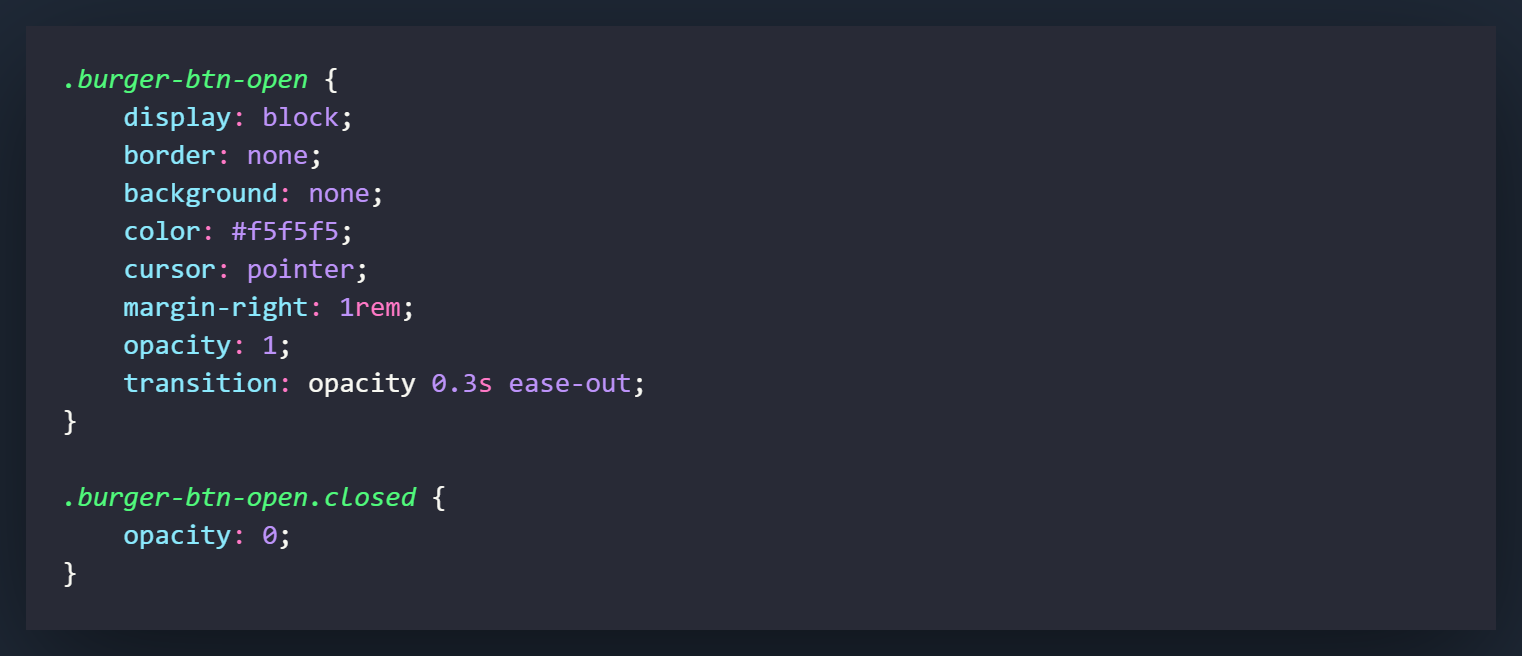 .burger-btn-open {
    display: block;
    border: none;
    background: none;
    color: #f5f5f5;
    cursor: pointer;
    margin-right: 1rem;
    opacity: 1;
    transition: opacity 0.3s ease-out;
}

.burger-btn-open.closed {
    opacity: 0;
}